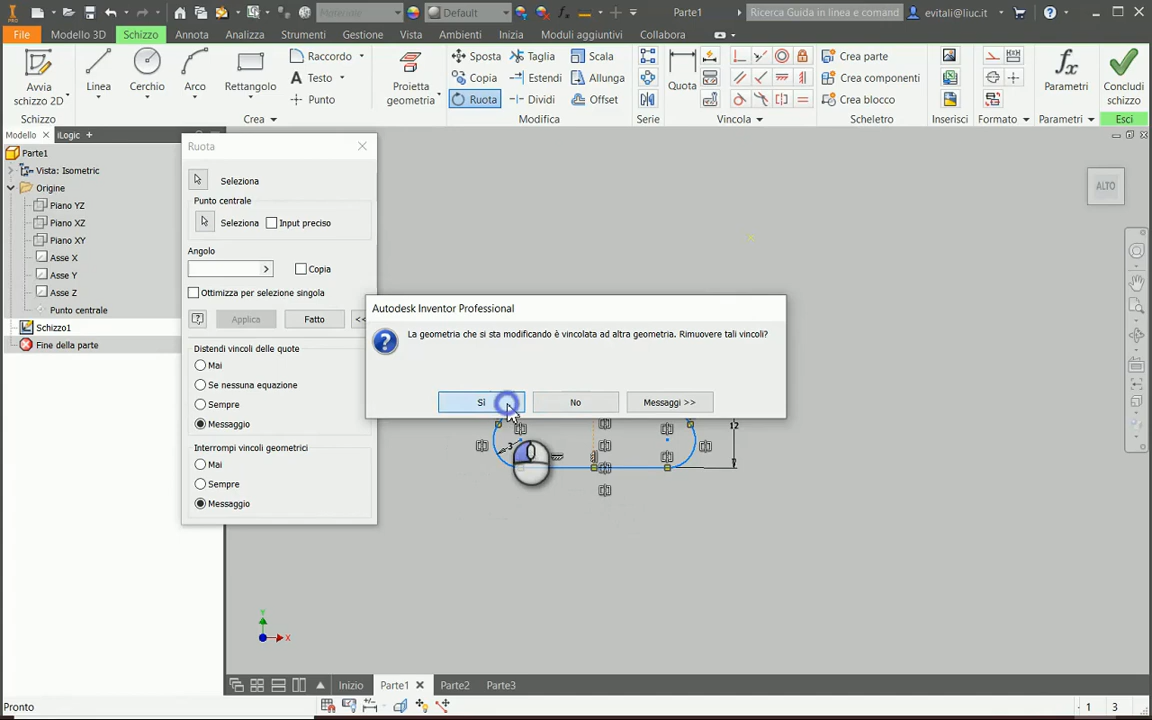 PRO
Material
Default
Parte1
Ricerca Guida in linea e comand
evitali@liuc.it
File
Modello 3D
Schizzo
Annota
Analizza
Strumenti
Gestione
Vista
Ambienti
Inizia
Moduli aggiuntivi
Collabora
Avvia
schizzo 2D
Linea
Cerchio
Arco
Rettangolo
Raccordo
Testo
Punto
Proietta
geometria
Sposta
Copia
Ruota
Taglia
Estendi
Dividi
Scala
Allunga
Offset
Quota
Crea parte
Crea componenti
Crea blocco
Parametri
Concludi
schizzo
Schizzo
Crea
Modifica
Serie
Vincola
Scheletro
Inserisci
Formato
Parametri
Esci
Modello
iLogic
Parte1
Vista: Isometric
Origine
Piano YZ
Piano XZ
Piano XY
Asse X
Asse Y
Asse Z
Punto centrale
Schizzo1
Fine della parte
Ruota
Seleziona
Punto centrale
Seleziona
Input preciso
Angolo
Copia
Ottimizza per selezione singola
Applica
Fatto
<<
Distendi vincoli delle quote
Mai
Se nessuna equazione
Sempre
Messaggio
Interrompi vincoli geometrici
Mai
Sempre
Messaggio
Autodesk Inventor Professional
La geometria che si sta modificando è vincolata ad altra geometria. Rimuovere tali vincoli?
Sì
No
Messaggi >>
12
3
ALTO
Y
X
Inizio
Parte1
Parte2
Parte3
Pronto
1
3